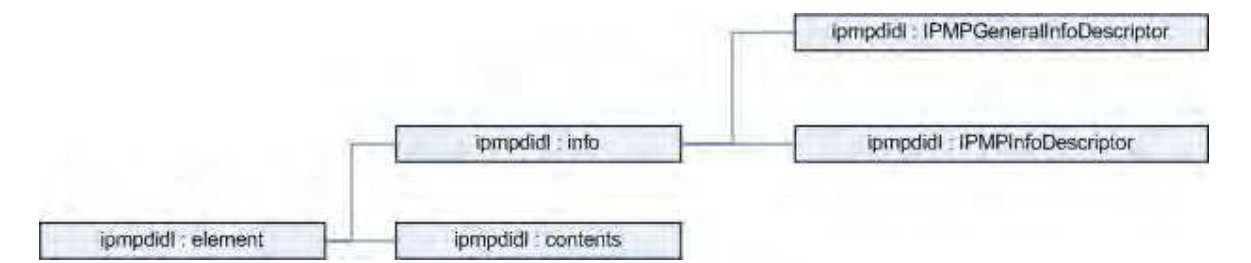 ipmpdidl : IPMPGeneralInfoDescriptor
ipmpdidl : info
ipmpdidl : IPMPInfoDescriptor
ipmpdidl : element
ipmpdidl : contents